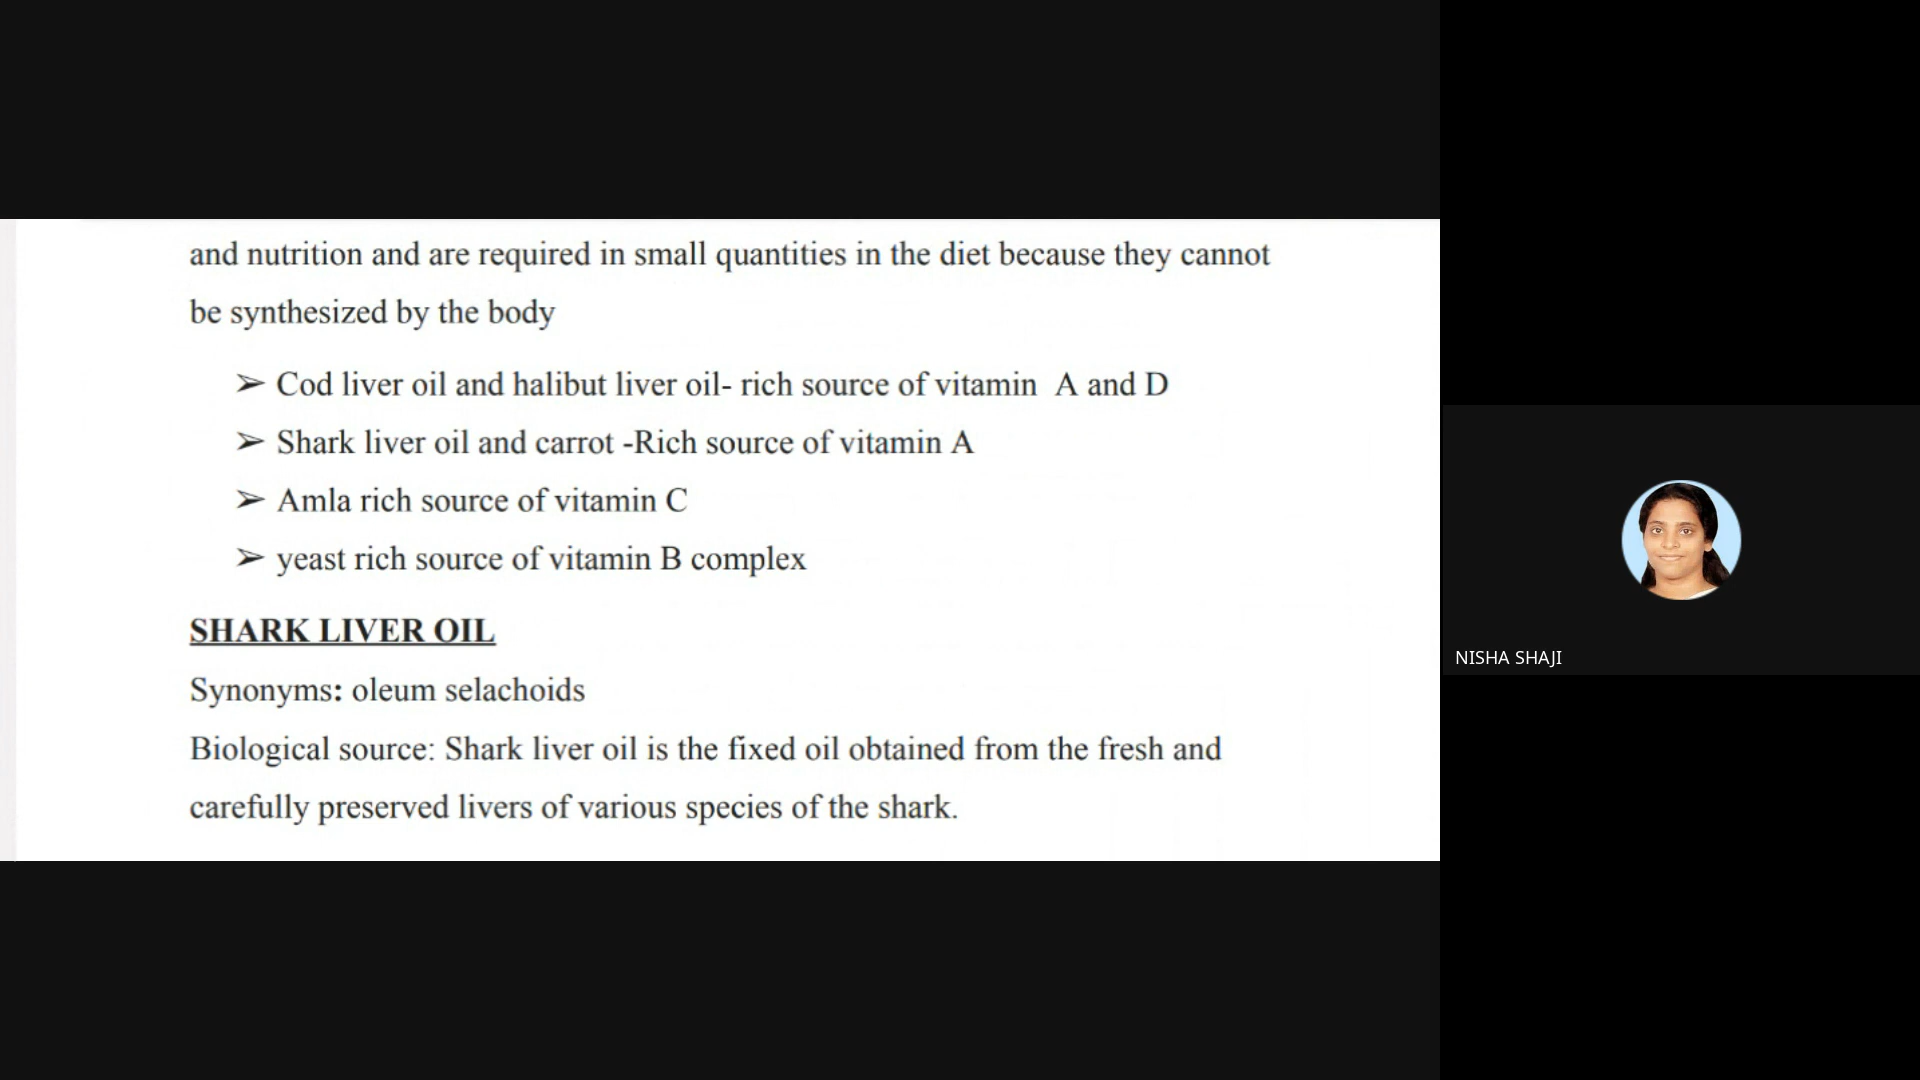 and nutrition and are required in small quantities in the diet because they cannot
be synthesized by the body
➢ Cod liver oil and halibut liver oil- rich source of vitamin  A and D
➢ Shark liver oil and carrot -Rich source of vitamin A
➢ Amla rich source of vitamin C
➢ yeast rich source of vitamin B complex
SHARK LIVER OIL
Synonyms: oleum selachoids
Biological source: Shark liver oil is the fixed oil obtained from the fresh and
carefully preserved livers of various species of the shark.
NISHA SHAJI